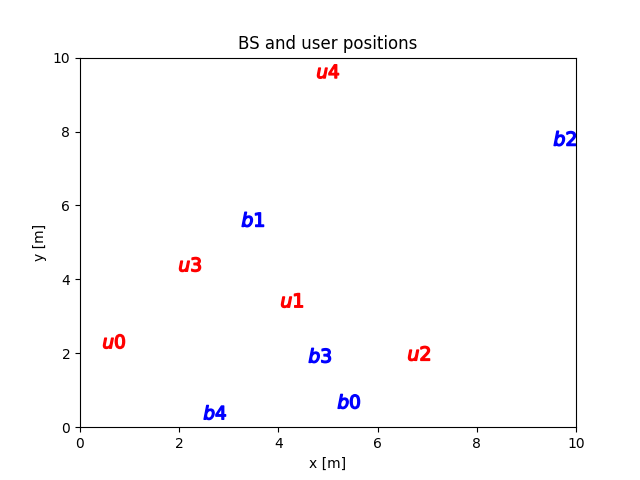 BS and user positions
10
u4
8
b2
6
b1
y [m]
u3
4
u1
u0
2
b3
u2
b0
b4
0
0 2 4 6 8 10
x [m]